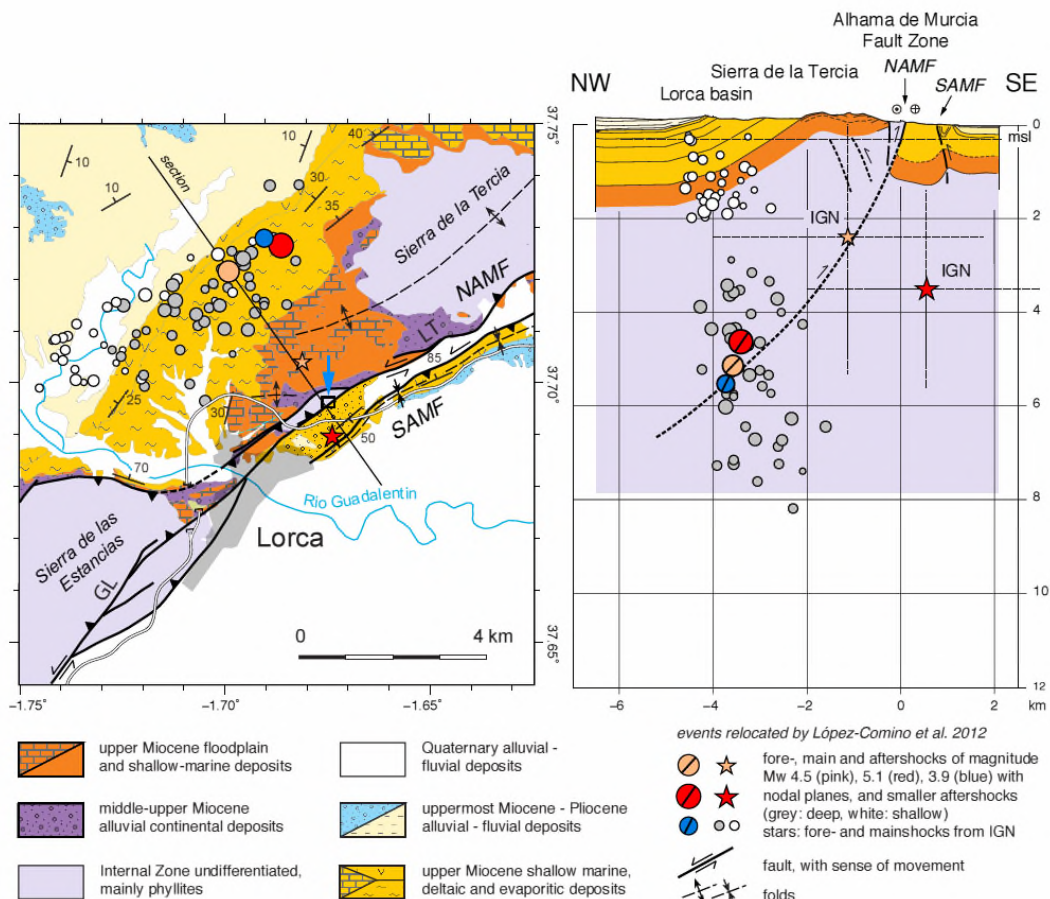 10
10
10
section
30
35
40
Sierra de la Tercia
NAMF
LT
85
SAMF
25
30
50
70
Río Guadalentín
Lorca
Sierra de las
Estancias
GL
0 4 km
37.75°
37.70°
37.65°
−1.75° −1.70° −1.65°
Alhama de Murcia
Fault Zone
NW Sierra de la Tercia NAMF SE
Lorca basin SAMF
0
msl
IGN
2
IGN
4
6
8
10
12
-6 -4 -2 0 2 km
upper Miocene floodplain
and shallow-marine deposits
middle-upper Miocene
alluvial continental deposits
Internal Zone undifferentiated,
mainly phyllites
Quaternary alluvial -
fluvial deposits
uppermost Miocene - Pliocene
alluvial - fluvial deposits
upper Miocene shallow marine,
deltaic and evaporitic deposits
events relocated by López-Comino et al. 2012
fore-, main and aftershocks of magnitude
Mw 4.5 (pink), 5.1 (red), 3.9 (blue) with
nodal planes, and smaller aftershocks
(grey: deep, white: shallow)
stars: fore- and mainshocks from IGN
fault, with sense of movement
folds